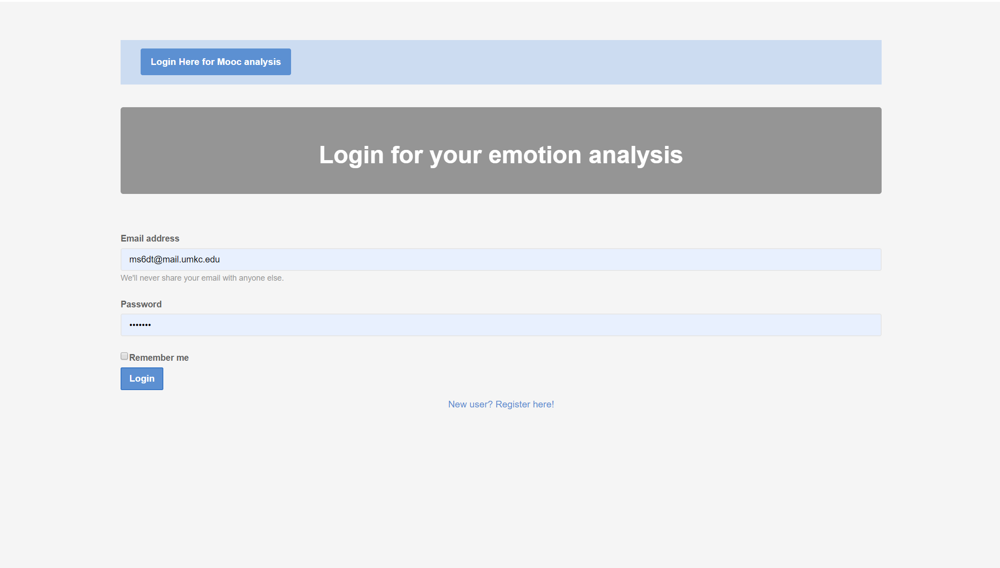 Login Here for Mooc analysis
Login for your emotion analysis
Email address
ms6dt@mail.umkc.edu
We'll never share your email with anyone else.
Password
•••••••
Remember me
Login
New user? Register here!